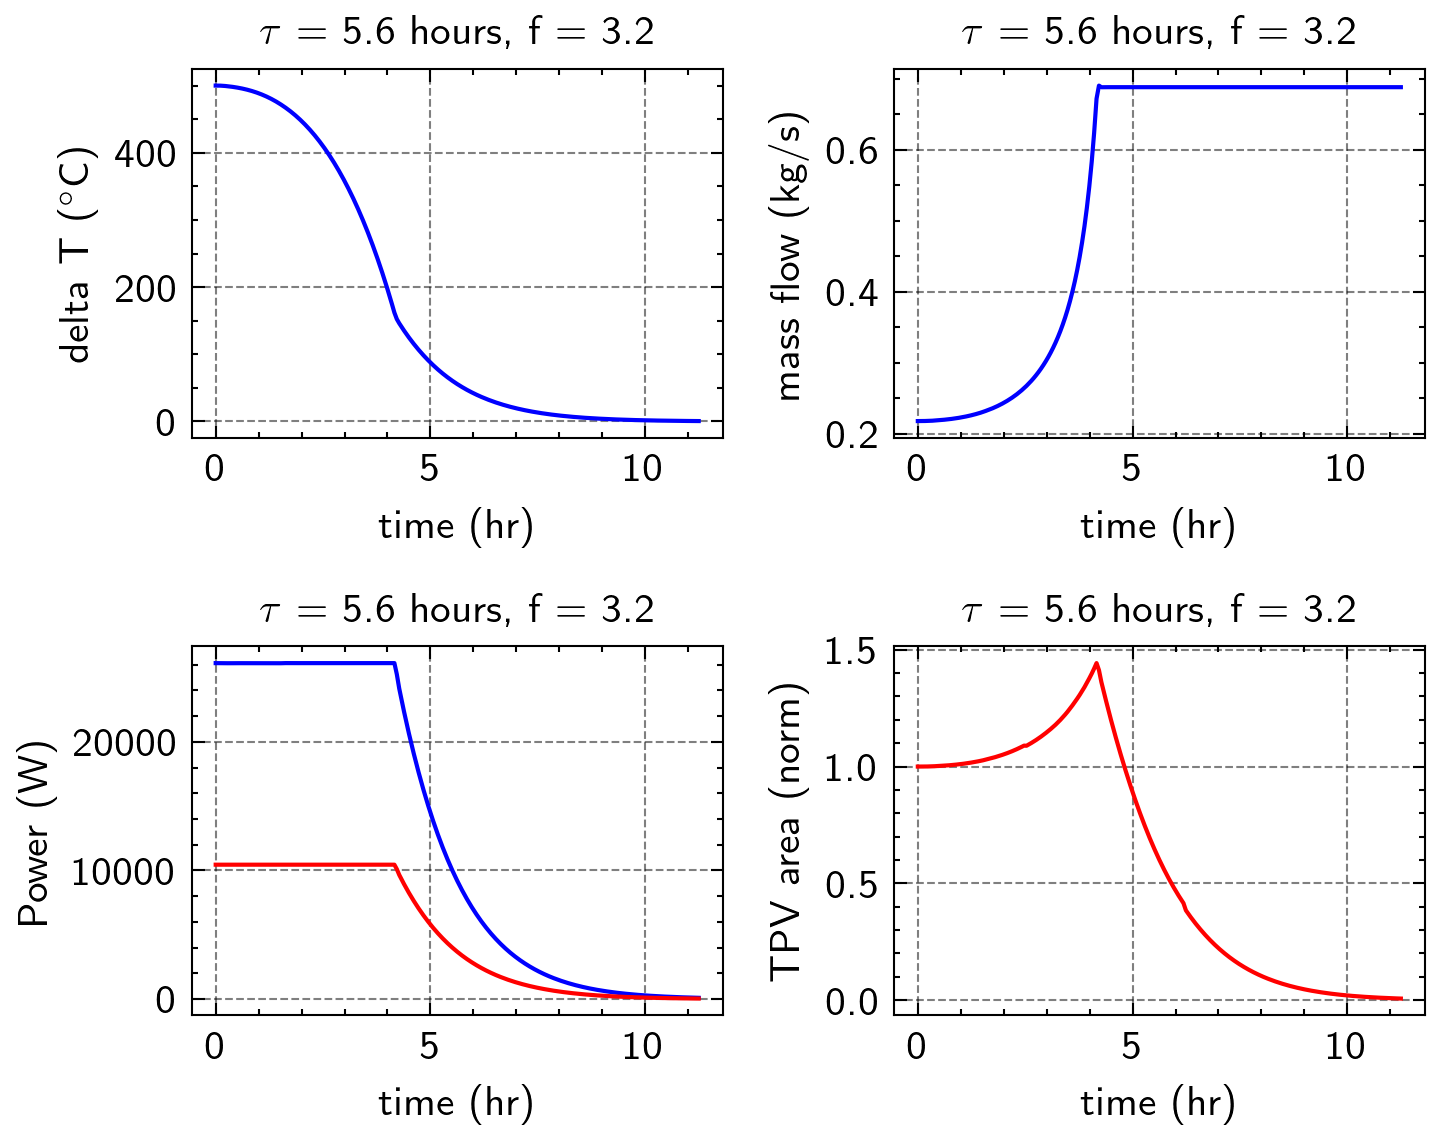 τ = 5.6 hours, f = 3.2
delta T (°C)
400
200
0
0 5 10
time (hr)
τ = 5.6 hours, f = 3.2
mass flow (kg/s)
0.6
0.4
0.2
0 5 10
time (hr)
τ = 5.6 hours, f = 3.2
Power (W)
20000
10000
0
0 5 10
time (hr)
τ = 5.6 hours, f = 3.2
TPV area (norm)
1.5
1.0
0.5
0.0
0 5 10
time (hr)